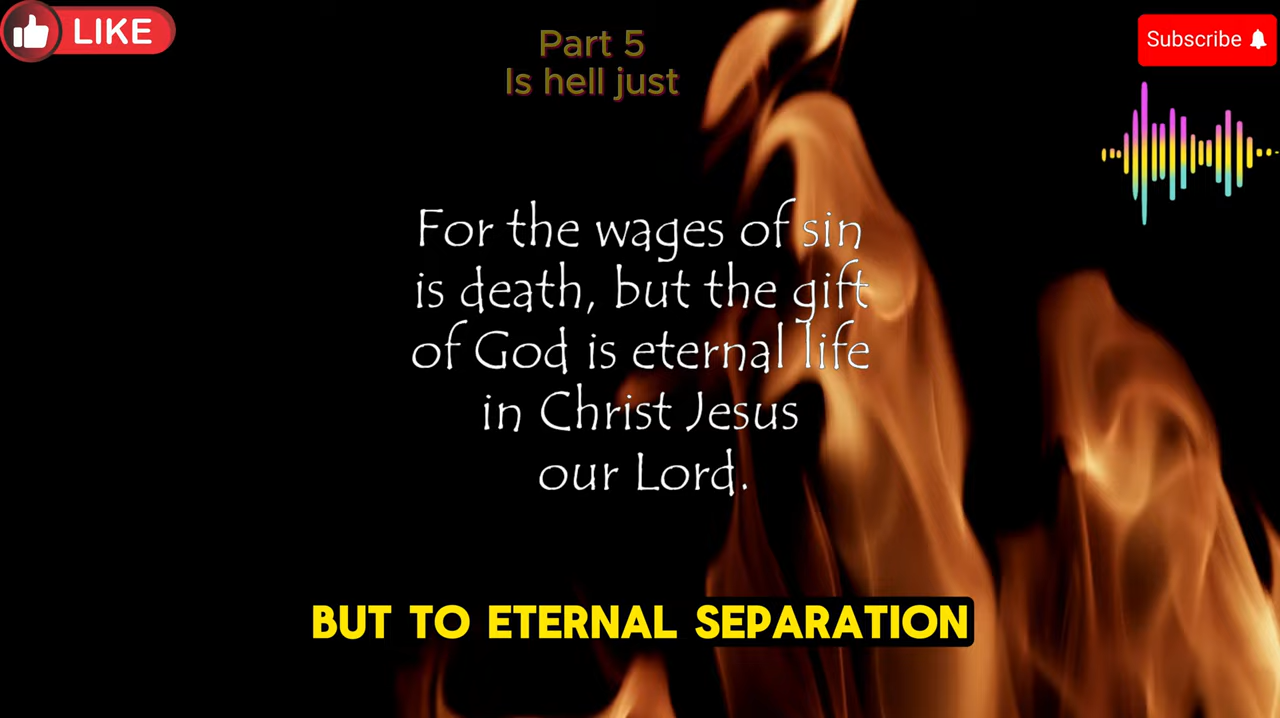 LIKE
Part 5
Is hell just
Subscribe
For the wages of sin
is death, but the gift
of God is eternal life
in Christ Jesus
our Lord.
BUT TO ETERNAL SEPARATION